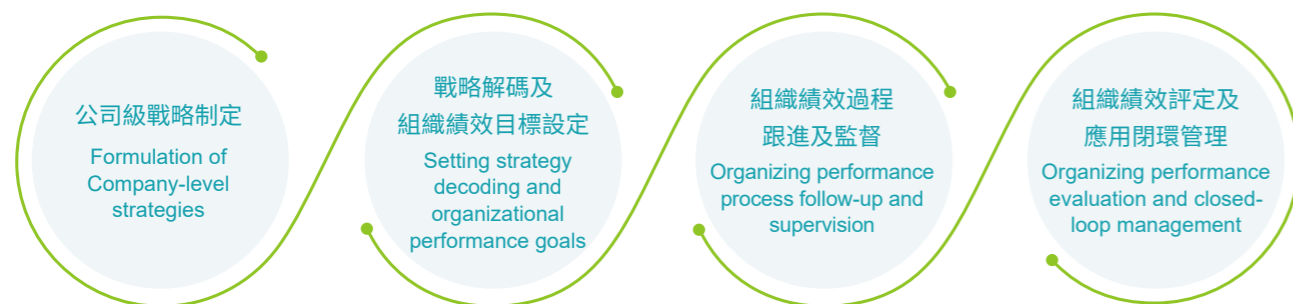 公司級戰略制定
Formulation of
Company-level
strategies
戰略解碼及
組織績效目標設定
Setting strategy
decoding and
organizational
performance goals
組織績效過程
跟進及監督
Organizing performance
process follow-up and
supervision
組織績效評定及
應用閉環管理
Organizing performance
evaluation and closed-
loop management